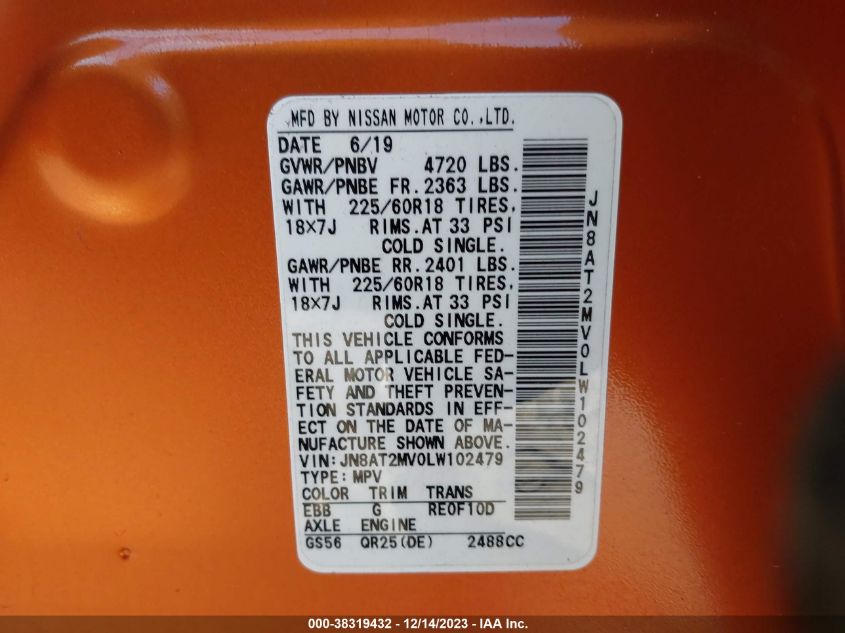 MFD BY NISSAN MOTOR CO.,LTD.
DATE 6/19
GVWR/PNBV 4720 LBS.
GAWR/PNBE FR. 2363 LBS.
WITH 225/60R18 TIRES.
18×7J RIMS.AT 33 PSI
COLD SINGLE.
GAWR/PNBE RR. 2401 LBS.
WITH 225/60R18 TIRES.
18×7J RIMS.AT 33 PSI
COLD SINGLE.
THIS VEHICLE CONFORMS
TO ALL APPLICABLE FED-
ERAL MOTOR VEHICLE SA-
FETY AND THEFT PREVEN-
TION STANDARDS IN EFF-
ECT ON THE DATE OF MA-
NUFACTURE SHOWN ABOVE.
VIN:JN8AT2MV0LW102479
TYPE:MPV
COLOR TRIM TRANS
EBB G RE0F10D
AXLE ENGINE
GS56 QR25(DE) 2488CC
JN8AT2MV0LW102479
000-38319432 - 12/14/2023 - IAA Inc.